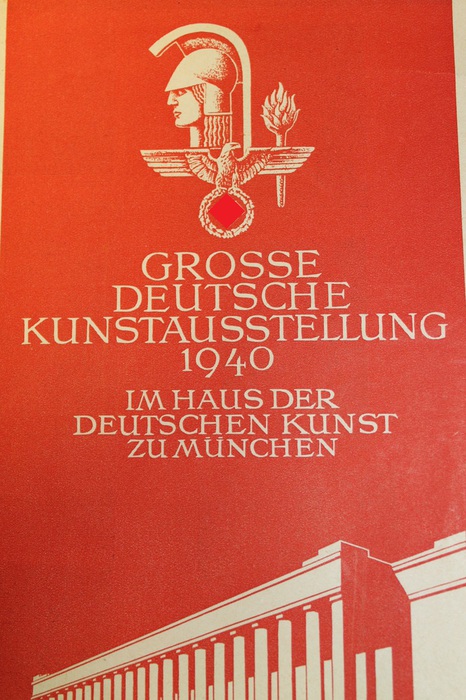 GROSSE
DEUTSCHE
KUNSTAUSSTELLUNG
1940
IM HAUS DER
DEUTSCHEN KUNST
ZU MÜNCHEN